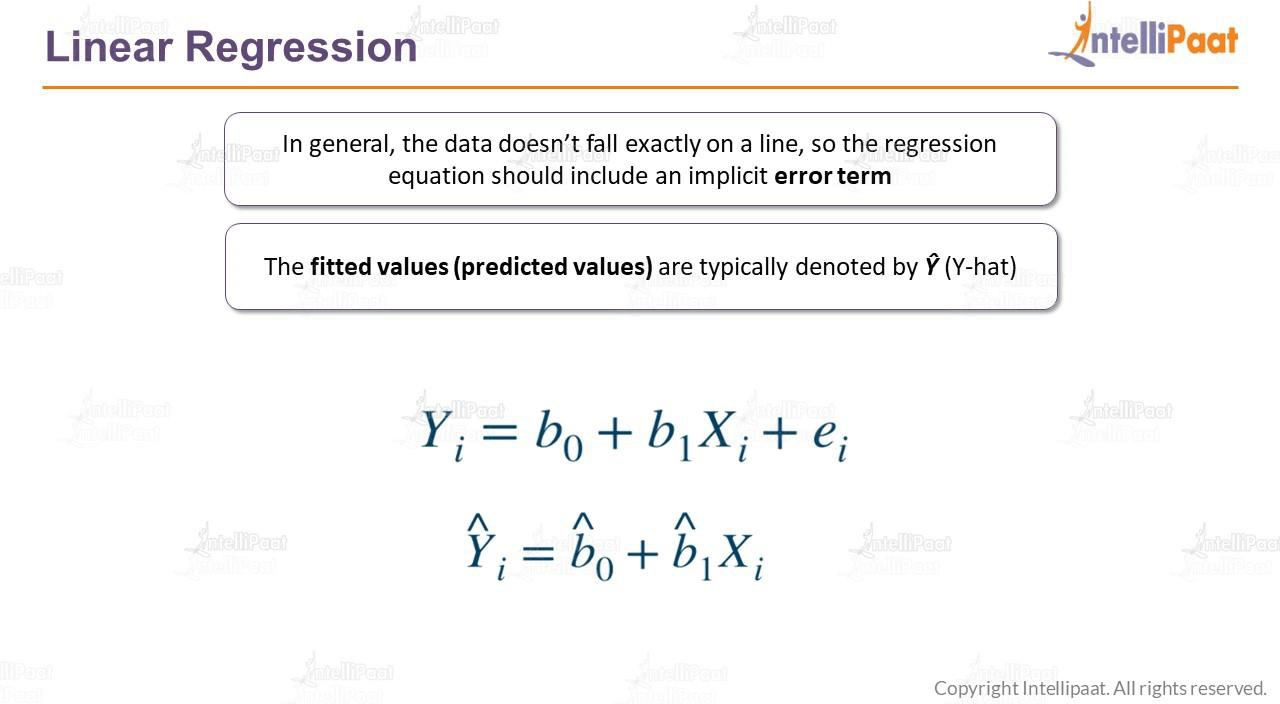 Linear Regression
IntelliPaat
In general, the data doesn’t fall exactly on a line, so the regression
equation should include an implicit error term
The fitted values (predicted values) are typically denoted by Ŷ (Y-hat)
Yᵢ = b₀ + b₁Xᵢ + eᵢ
Ŷᵢ = b̂₀ + b̂₁Xᵢ
Copyright Intellipaat. All rights reserved.